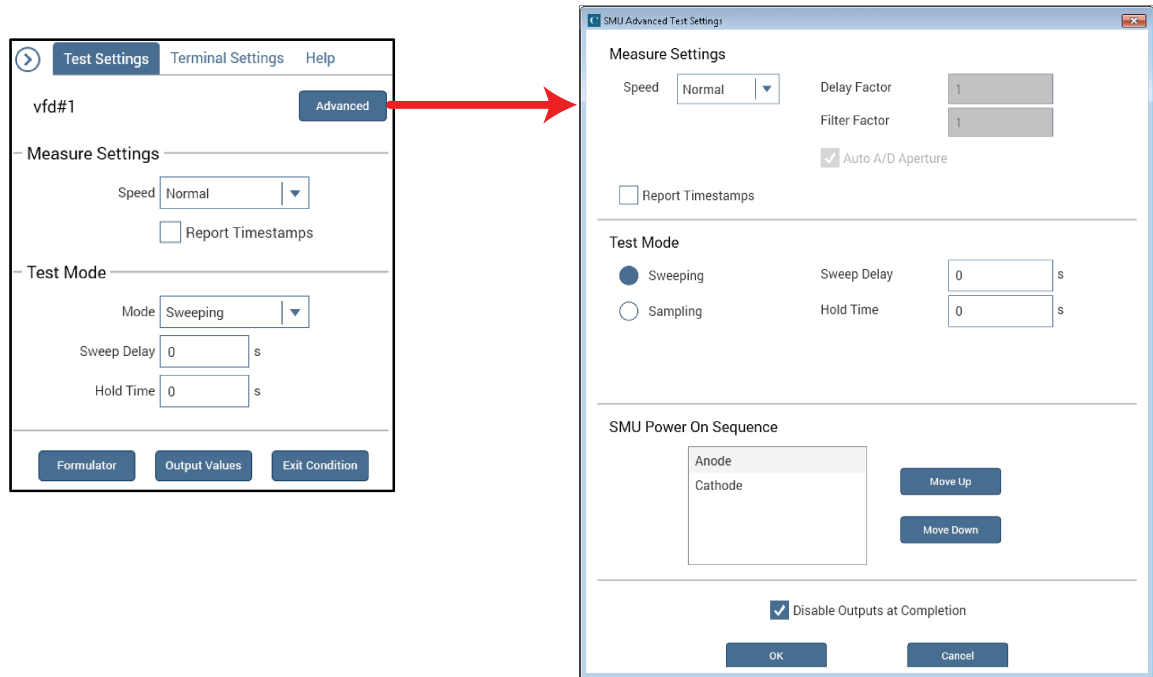 Test Settings Terminal Settings Help
vfd#1 Advanced
Measure Settings
Speed Normal
Report Timestamps
Test Mode
Mode Sweeping
Sweep Delay 0 s
Hold Time 0 s
Formulator Output Values Exit Condition
SMU Advanced Test Settings
Measure Settings
Speed Normal Delay Factor 1
Filter Factor 1
Auto A/D Aperture
Report Timestamps
Test Mode
Sweeping Sweep Delay 0 s
Sampling Hold Time 0 s
SMU Power On Sequence
Anode
Cathode
Move Up
Move Down
Disable Outputs at Completion
OK Cancel